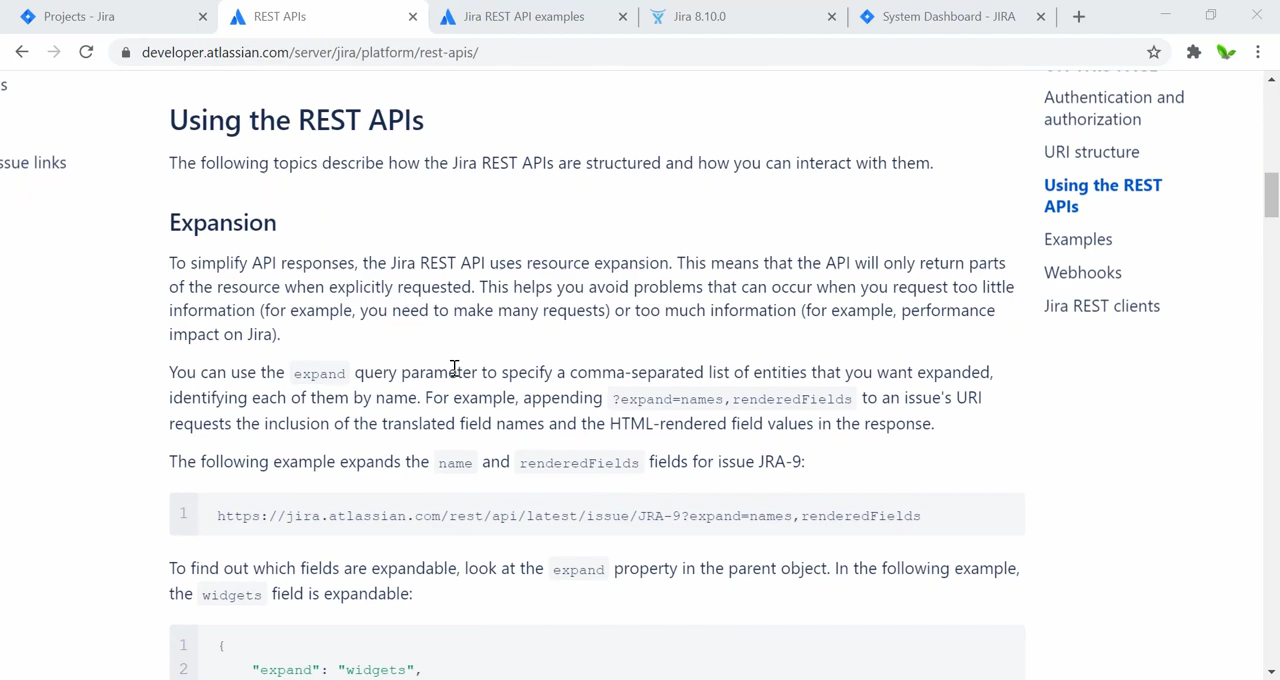 Projects - Jira
REST APIs
Jira REST API examples
Jira 8.10.0
System Dashboard - JIRA
developer.atlassian.com/server/jira/platform/rest-apis/
s
ssue links
Using the REST APIs
The following topics describe how the Jira REST APIs are structured and how you can interact with them.
Expansion
To simplify API responses, the Jira REST API uses resource expansion. This means that the API will only return parts
of the resource when explicitly requested. This helps you avoid problems that can occur when you request too little
information (for example, you need to make many requests) or too much information (for example, performance
impact on Jira).
You can use the expand query parameter to specify a comma-separated list of entities that you want expanded,
identifying each of them by name. For example, appending ?expand=names,renderedFields to an issue's URI
requests the inclusion of the translated field names and the HTML-rendered field values in the response.
The following example expands the name and renderedFields fields for issue JRA-9:
1 https://jira.atlassian.com/rest/api/latest/issue/JRA-9?expand=names,renderedFields
To find out which fields are expandable, look at the expand property in the parent object. In the following example,
the widgets field is expandable:
1 {
2 "expand": "widgets",
Authentication and
authorization
URI structure
Using the REST
APIs
Examples
Webhooks
Jira REST clients